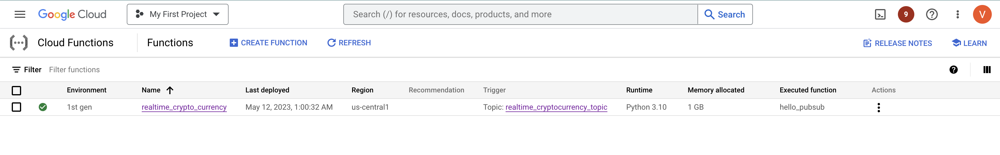 Google Cloud My First Project Search (/) for resources, docs, products, and more Search 9 V
Cloud Functions Functions CREATE FUNCTION REFRESH RELEASE NOTES LEARN
Filter Filter functions
Environment Name Last deployed Region Recommendation Trigger Runtime Memory allocated Executed function Actions
1st gen realtime_crypto_currency May 12, 2023, 1:00:32 AM us-central1 Topic: realtime_cryptocurrency_topic Python 3.10 1 GB hello_pubsub